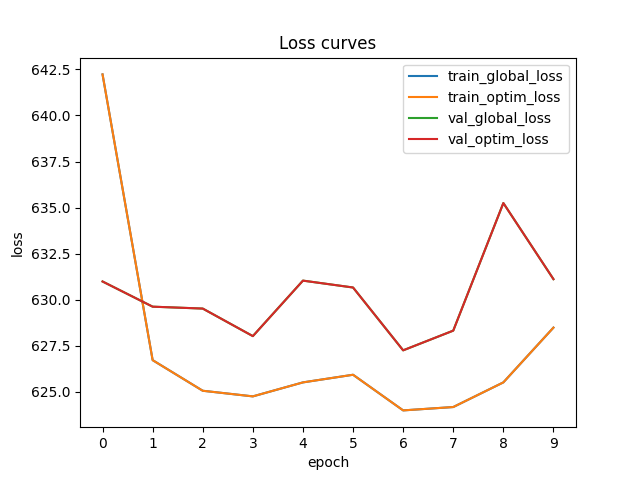 Loss curves
train_global_loss
train_optim_loss
val_global_loss
val_optim_loss
642.5
640.0
637.5
635.0
632.5
630.0
627.5
625.0
loss
0 1 2 3 4 5 6 7 8 9
epoch